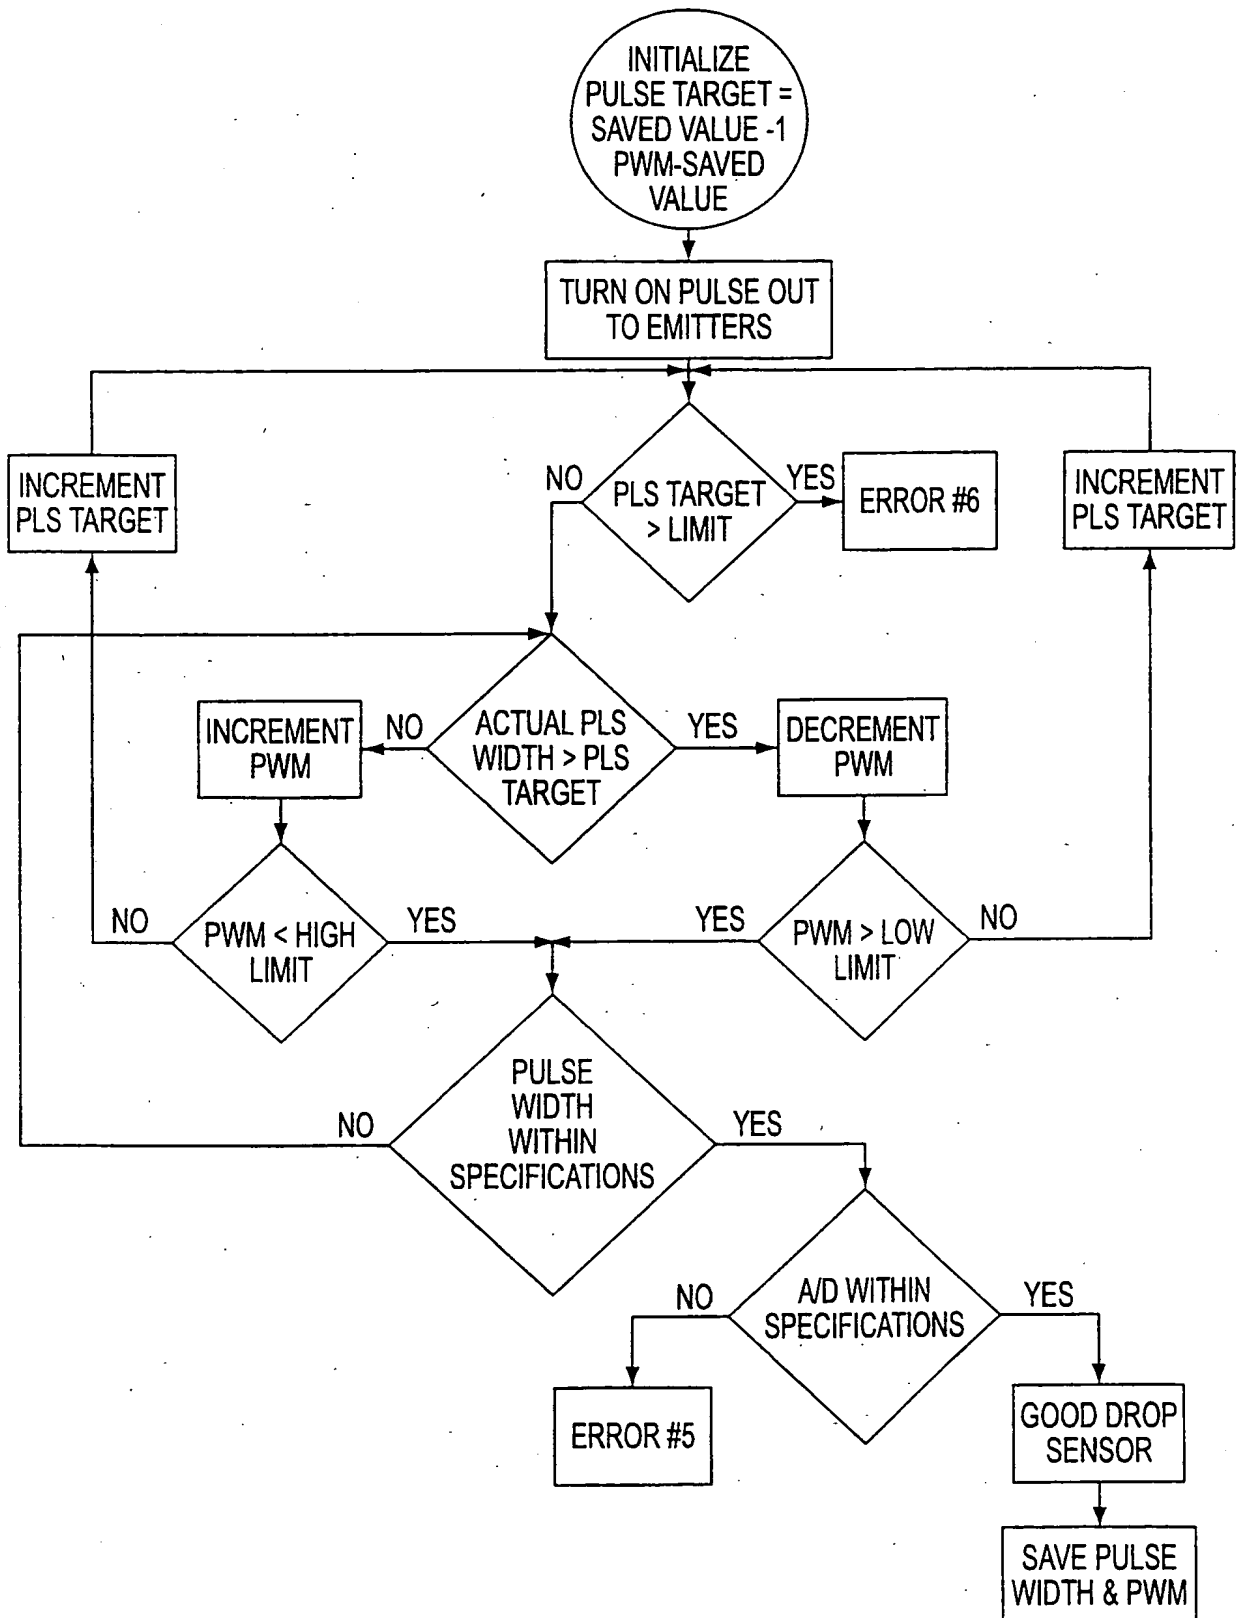 INITIALIZE
PULSE TARGET =
SAVED VALUE -1
PWM-SAVED
VALUE
TURN ON PULSE OUT
TO EMITTERS
INCREMENT
PLS TARGET
NO
PLS TARGET
> LIMIT
YES
ERROR #6
INCREMENT
PLS TARGET
INCREMENT
PWM
NO
ACTUAL PLS
WIDTH > PLS
TARGET
YES
DECREMENT
PWM
NO
PWM < HIGH
LIMIT
YES
YES
PWM > LOW
LIMIT
NO
NO
PULSE
WIDTH
WITHIN
SPECIFICATIONS
YES
NO
A/D WITHIN
SPECIFICATIONS
YES
ERROR #5
GOOD DROP
SENSOR
SAVE PULSE
WIDTH & PWM